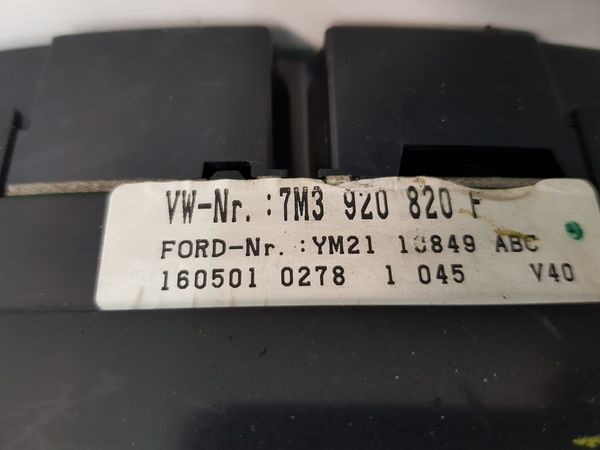 VW-Nr.:7M3 920 820 F
FORD-Nr.:YM21 10849 ABC
160501 0278 1 045 V40